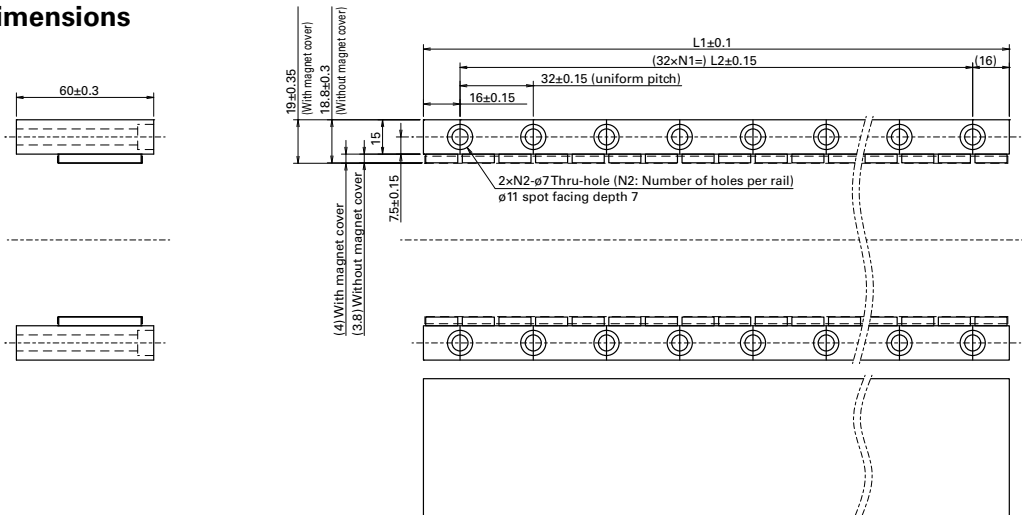 imensions
60±0.3
19±0.35
(With magnet cover)
18.8±0.3
(Without magnet cover)
L1±0.1
(32×N1=) L2±0.15
(16)
32±0.15 (uniform pitch)
16±0.15
15
7.5±0.15
(4) With magnet cover
(3.8) Without magnet cover
2×N2-ø7 Thru-hole (N2: Number of holes per rail)
ø11 spot facing depth 7